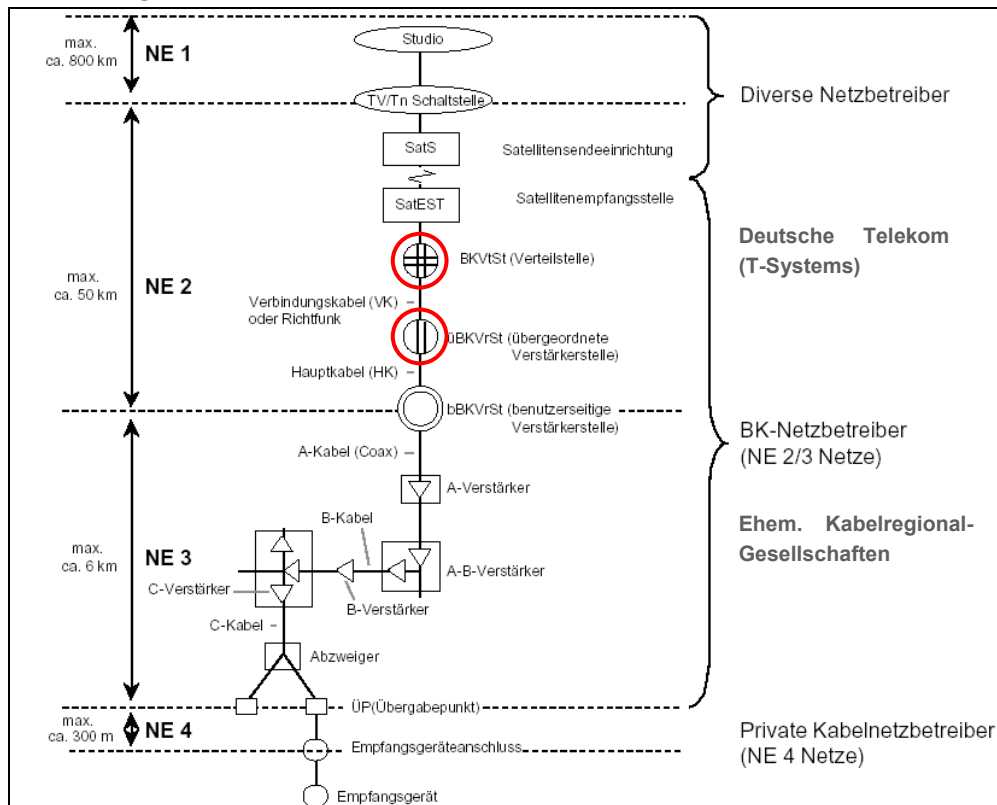 max.
ca. 800 km
NE 1
Studio
TV/Tn Schaltstelle
Diverse Netzbetreiber
SatS
Satellitensendeeinrichtung
SatEST
Satellitenempfangsstelle
max.
ca. 50 km
NE 2
BKVtSt (Verteilstelle)
Deutsche Telekom
(T-Systems)
Verbindungskabel (VK)
oder Richtfunk
üBKVrSt (übergeordnete
Verstärkerstelle)
Hauptkabel (HK)
bBKVrSt (benutzerseitige
Verstärkerstelle)
BK-Netzbetreiber
(NE 2/3 Netze)
A-Kabel (Coax)
A-Verstärker
B-Kabel
Ehem. Kabelregional-
Gesellschaften
max.
ca. 6 km
NE 3
A-B-Verstärker
C-Verstärker
B-Verstärker
C-Kabel
Abzweiger
ÜP(Übergabepunkt)
max.
ca. 300 m
NE 4
Empfangsgeräteanschluss
Private Kabelnetzbetreiber
(NE 4 Netze)
Empfangsgerät